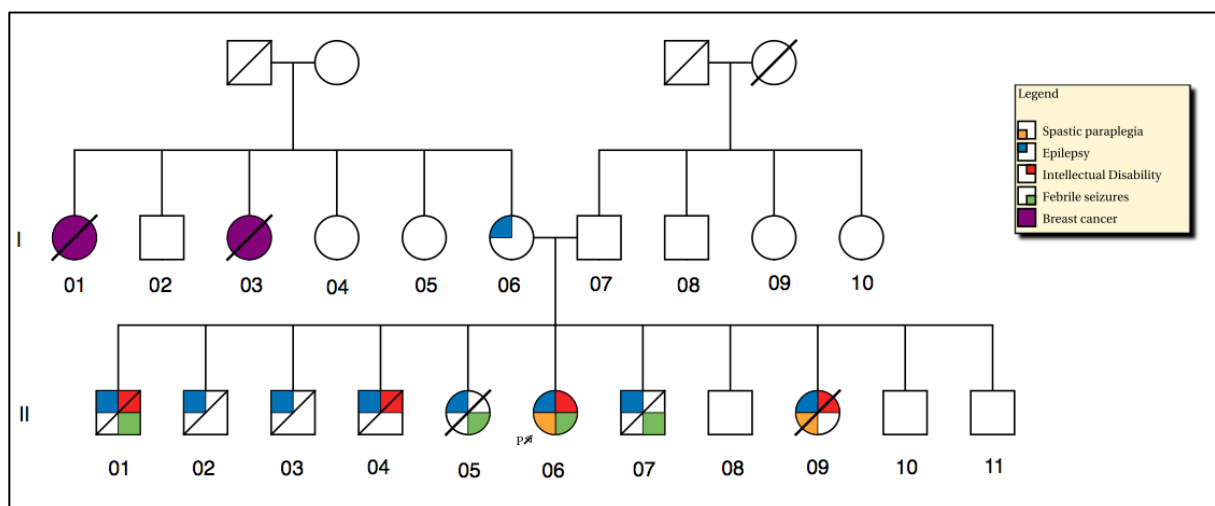 Legend
Spastic paraplegia
Epilepsy
Intellectual Disability
Febrile seizures
Breast cancer
I
01 02 03 04 05 06 07 08 09 10
II
P
01 02 03 04 05 06 07 08 09 10 11